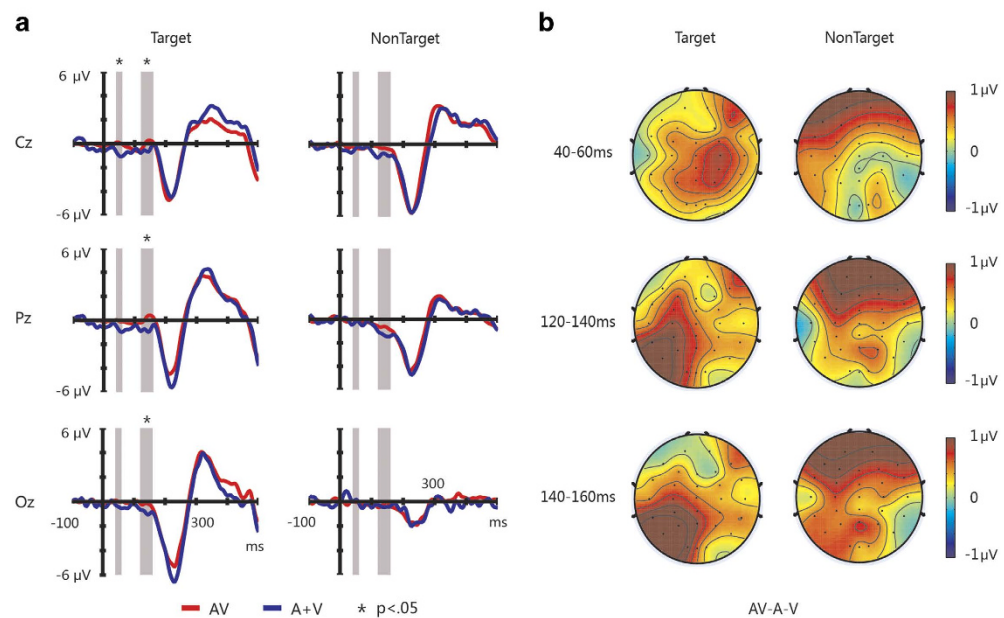 a
b
Target
NonTarget
Target
NonTarget
* *
6 µV
Cz
-6 µV
40-60ms
1 µV
0
-1 µV
*
6 µV
Pz
-6 µV
120-140ms
1 µV
0
-1 µV
*
6 µV
Oz
-100
300
ms
-6 µV
-100
300
ms
140-160ms
1 µV
0
-1 µV
AV
A+V
* p<.05
AV-A-V